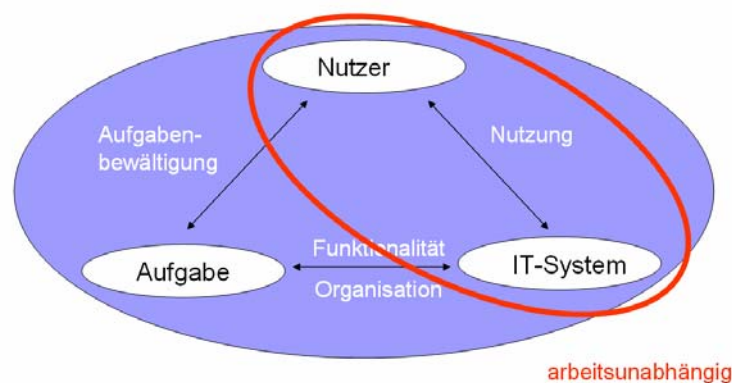 Nutzer
Aufgaben-
bewältigung
Nutzung
Funktionalität
Organisation
Aufgabe
IT-System
arbeitsunabhängig